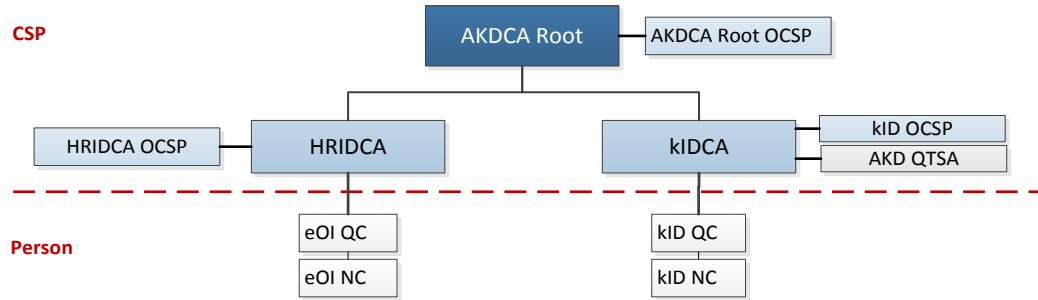 CSP
AKDCA Root
AKDCA Root OCSP
HRIDCA OCSP
HRIDCA
kIDCA
kID OCSP
AKD QTSA
Person
eOI QC
kID QC
eOI NC
kID NC